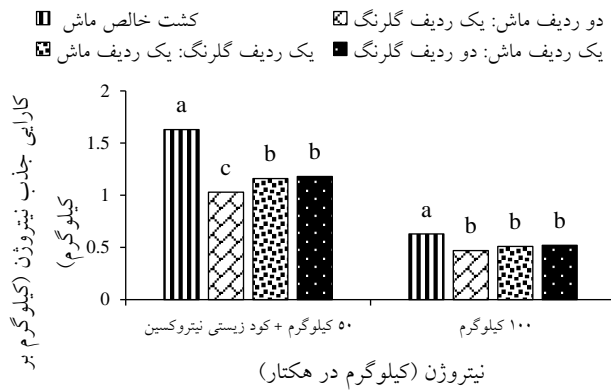 کشت خالص ماش
دو ردیف ماش: یک ردیف گلرنگ
یک ردیف گلرنگ: یک ردیف ماش
یک ردیف ماش: دو ردیف گلرنگ
کارایی جذب نیتروژن (کیلوگرم بر
کیلوگرم)
2
1.5
1
0.5
0
a
c
b
b
a
b
b
b
۵۰ کیلوگرم + کود زیستی نیتروکسین
۱۰۰ کیلوگرم
نیتروژن (کیلوگرم در هکتار)